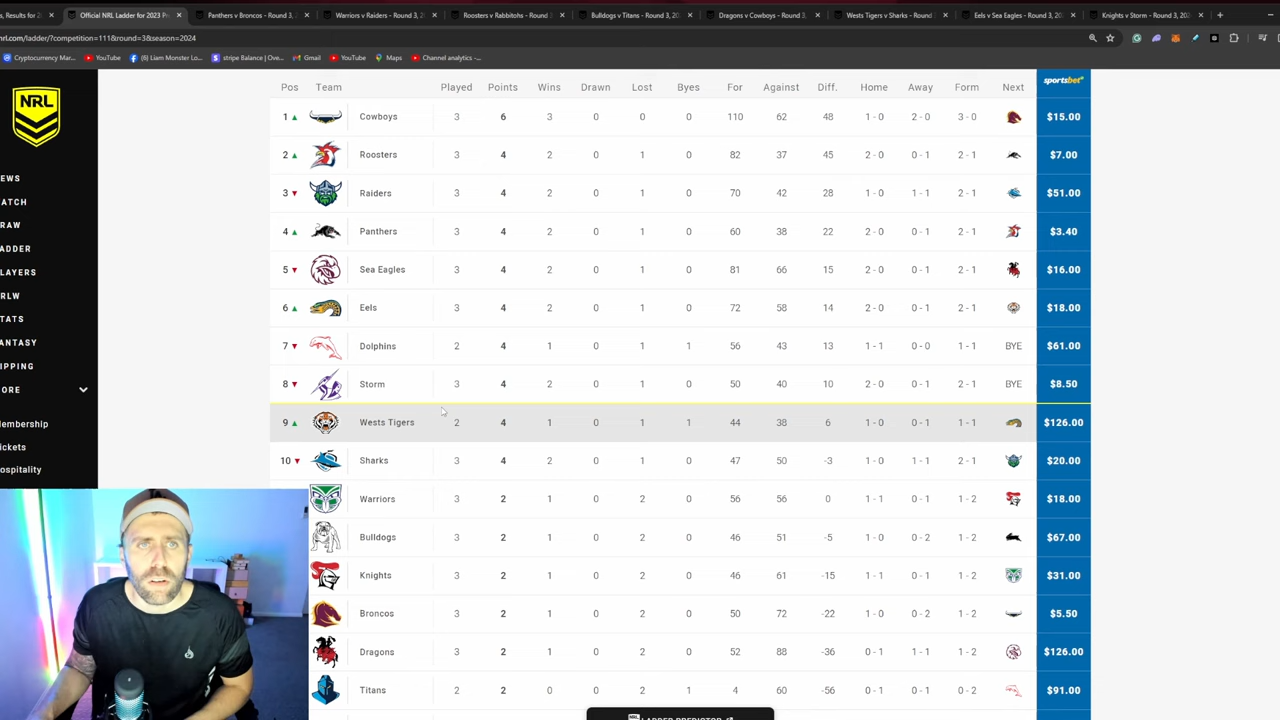 s, Results for 2
Official NRL Ladder for 2023 Pr
Panthers v Broncos - Round 3,
Warriors v Raiders - Round 3,
Roosters v Rabbitohs - Round
Bulldogs v Titans - Round 3, 20
Dragons v Cowboys - Round 3,
Wests Tigers v Sharks - Round
Eels v Sea Eagles - Round 3, 20
Knights v Storm - Round 3, 202
nrl.com/ladder/?competition=111&round=3&season=2024
Cryptocurrency Mar...
YouTube
(6) Liam Monster Lo...
stripe Balance | Ove...
Gmail
YouTube
Maps
Channel analytics -...
NRL
EWS
ATCH
RAW
ADDER
LAYERS
RLW
TATS
ANTASY
IPPING
ORE
embership
ickets
ospitality
Pos Team Played Points Wins Drawn Lost Byes For Against Diff. Home Away Form Next sportsbet
1 Cowboys 3 6 3 0 0 0 110 62 48 1 - 0 2 - 0 3 - 0 $15.00
2 Roosters 3 4 2 0 1 0 82 37 45 2 - 0 0 - 1 2 - 1 $7.00
3 Raiders 3 4 2 0 1 0 70 42 28 1 - 0 1 - 1 2 - 1 $51.00
4 Panthers 3 4 2 0 1 0 60 38 22 2 - 0 0 - 1 2 - 1 $3.40
5 Sea Eagles 3 4 2 0 1 0 81 66 15 2 - 0 0 - 1 2 - 1 $16.00
6 Eels 3 4 2 0 1 0 72 58 14 2 - 0 0 - 1 2 - 1 $18.00
7 Dolphins 2 4 1 0 1 1 56 43 13 1 - 1 0 - 0 1 - 1 BYE $61.00
8 Storm 3 4 2 0 1 0 50 40 10 2 - 0 0 - 1 2 - 1 BYE $8.50
9 Wests Tigers 2 4 1 0 1 1 44 38 6 1 - 0 0 - 1 1 - 1 $126.00
10 Sharks 3 4 2 0 1 0 47 50 -3 1 - 0 1 - 1 2 - 1 $20.00
Warriors 3 2 1 0 2 0 56 56 0 1 - 1 0 - 1 1 - 2 $18.00
Bulldogs 3 2 1 0 2 0 46 51 -5 1 - 0 0 - 2 1 - 2 $67.00
Knights 3 2 1 0 2 0 46 61 -15 1 - 1 0 - 1 1 - 2 $31.00
Broncos 3 2 1 0 2 0 50 72 -22 1 - 0 0 - 2 1 - 2 $5.50
Dragons 3 2 1 0 2 0 52 88 -36 0 - 1 1 - 1 1 - 2 $126.00
Titans 2 2 0 0 2 1 4 60 -56 0 - 1 0 - 1 0 - 2 $91.00
LADDER PREDICTOR